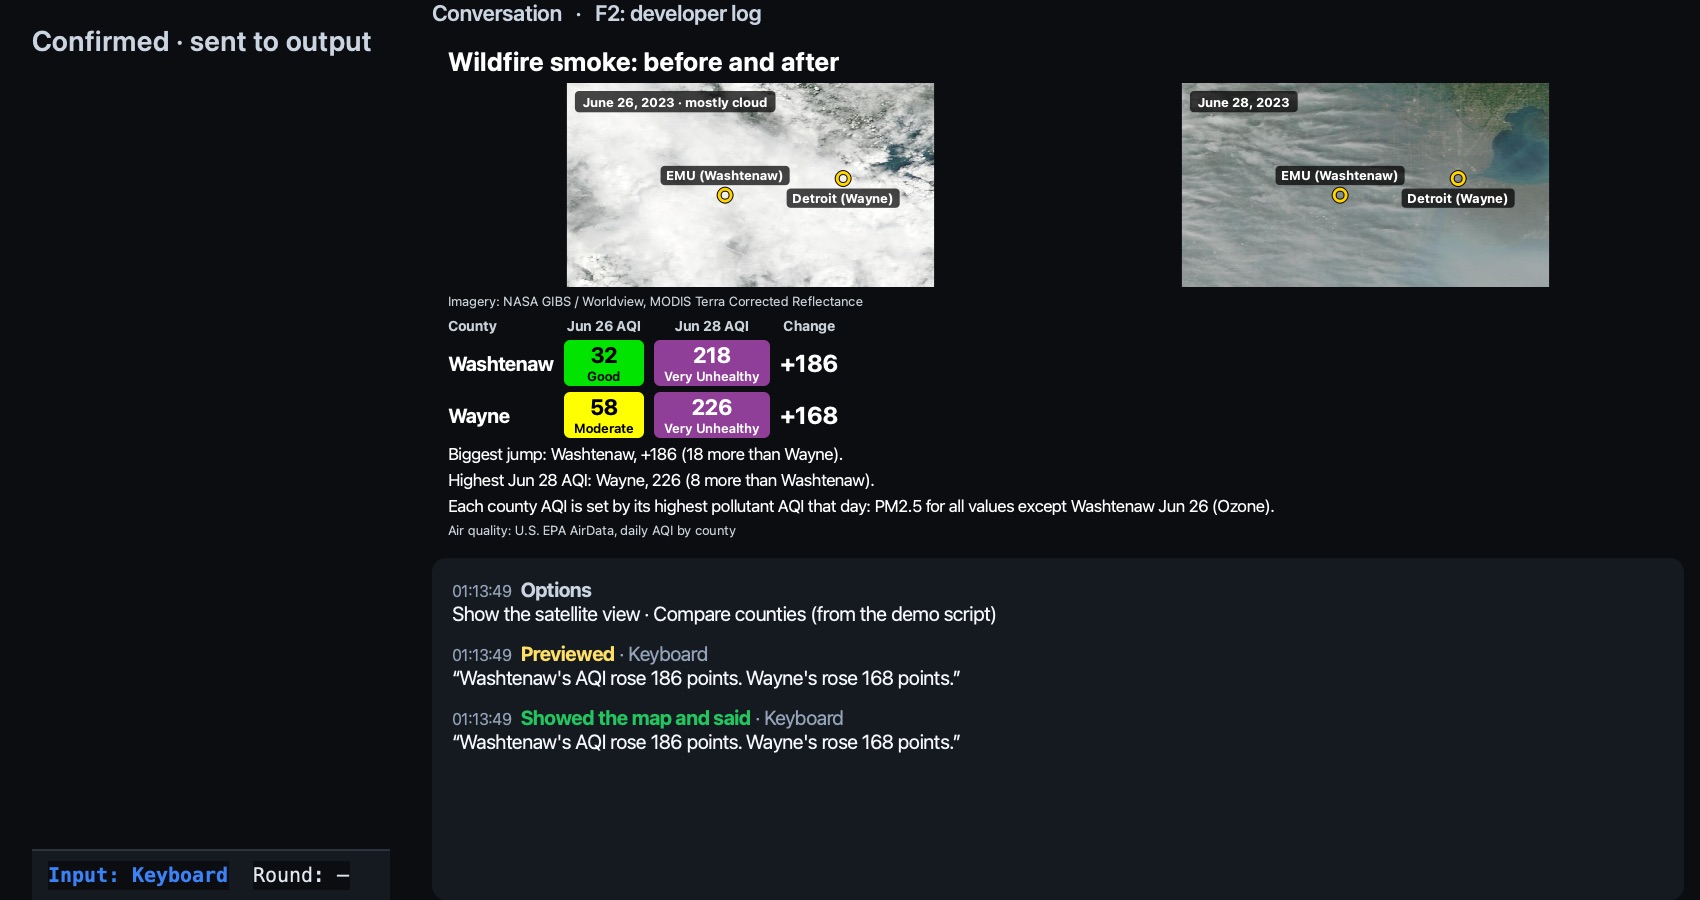 Confirmed · sent to output
Conversation · F2: developer log
Wildfire smoke: before and after
June 26, 2023 · mostly cloud
EMU (Washtenaw)
Detroit (Wayne)
June 28, 2023
EMU (Washtenaw)
Detroit (Wayne)
Imagery: NASA GIBS / Worldview, MODIS Terra Corrected Reflectance
County Jun 26 AQI Jun 28 AQI Change
Washtenaw 32 Good 218 Very Unhealthy +186
Wayne 58 Moderate 226 Very Unhealthy +168
Biggest jump: Washtenaw, +186 (18 more than Wayne).
Highest Jun 28 AQI: Wayne, 226 (8 more than Washtenaw).
Each county AQI is set by its highest pollutant AQI that day: PM2.5 for all values except Washtenaw Jun 26 (Ozone).
Air quality: U.S. EPA AirData, daily AQI by county
01:13:49 Options
Show the satellite view · Compare counties (from the demo script)
01:13:49 Previewed · Keyboard
“Washtenaw's AQI rose 186 points. Wayne's rose 168 points.”
01:13:49 Showed the map and said · Keyboard
“Washtenaw's AQI rose 186 points. Wayne's rose 168 points.”
Input: Keyboard Round: —